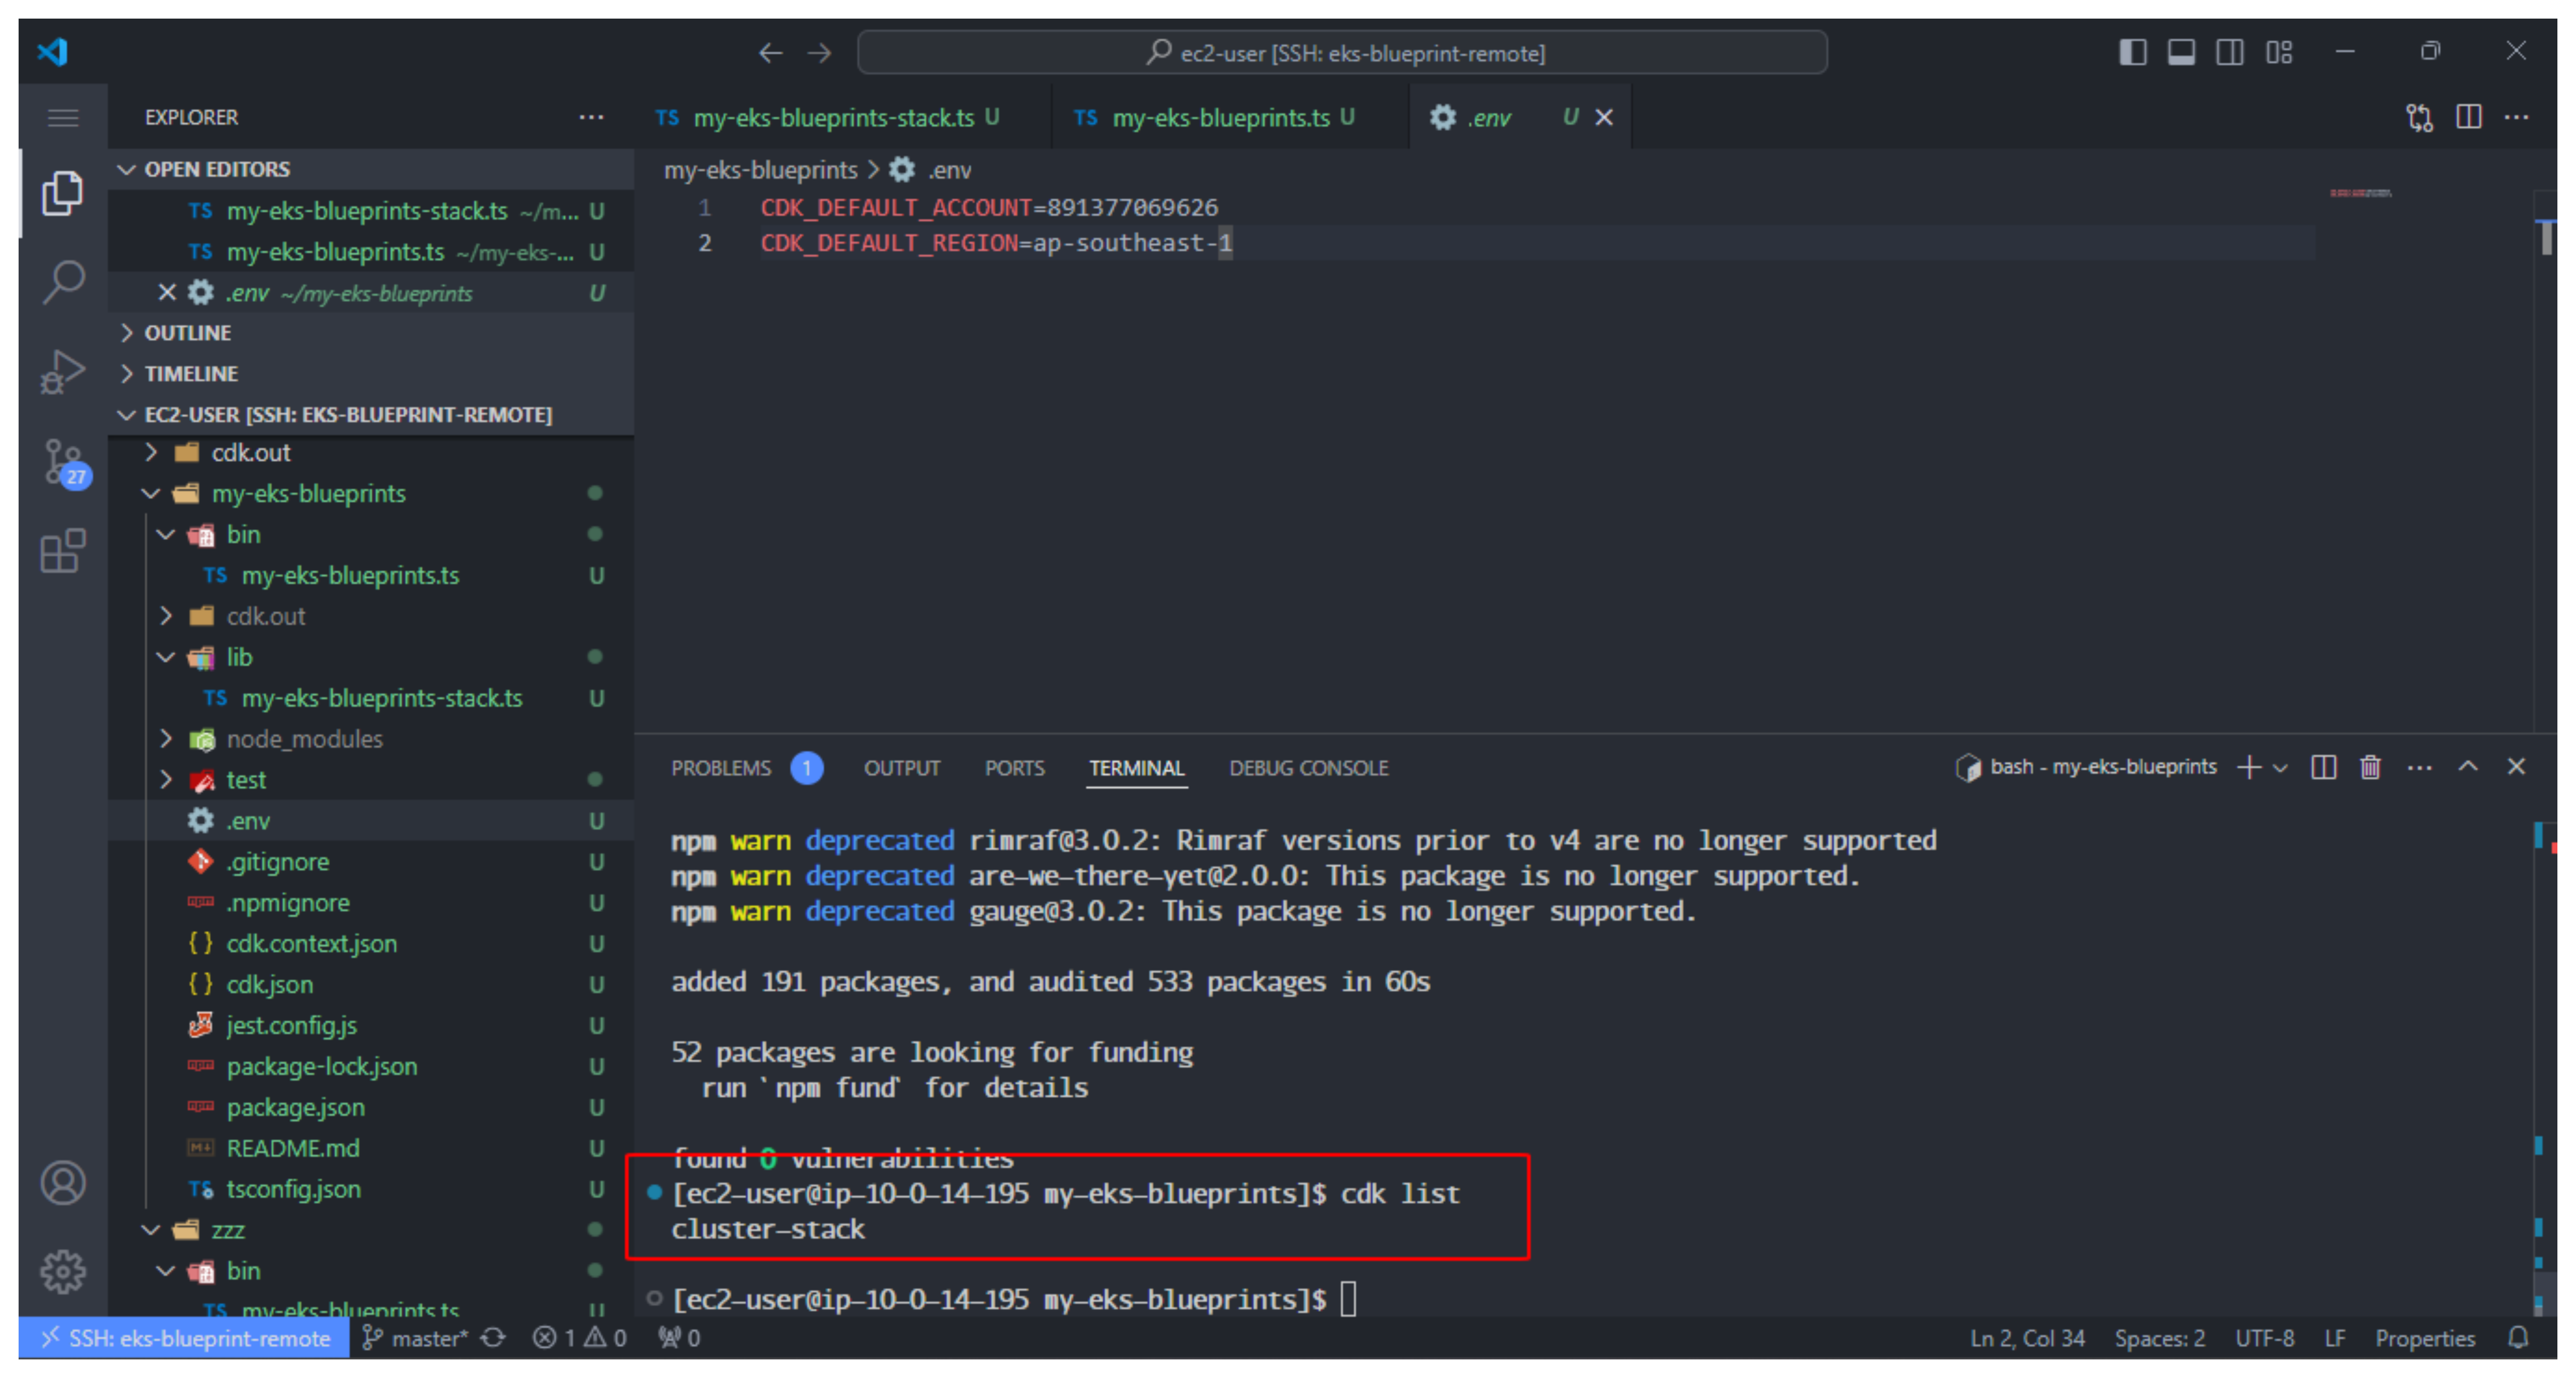 ec2-user [SSH: eks-blueprint-remote]
EXPLORER
TS my-eks-blueprints-stack.ts U
TS my-eks-blueprints.ts U
.env U
OPEN EDITORS
TS my-eks-blueprints-stack.ts ~/m... U
TS my-eks-blueprints.ts ~/my-eks-... U
.env ~/my-eks-blueprints U
OUTLINE
TIMELINE
EC2-USER [SSH: EKS-BLUEPRINT-REMOTE]
cdk.out
my-eks-blueprints
bin
TS my-eks-blueprints.ts U
cdk.out
lib
TS my-eks-blueprints-stack.ts U
node_modules
test
.env U
.gitignore U
.npmignore U
{} cdk.context.json U
{} cdk.json U
jest.config.js U
package-lock.json U
package.json U
README.md U
TS tsconfig.json U
zzz
bin
TS my-eks-blueprints.ts U
27
my-eks-blueprints > .env
1 CDK_DEFAULT_ACCOUNT=891377069626
2 CDK_DEFAULT_REGION=ap-southeast-1
PROBLEMS 1 OUTPUT PORTS TERMINAL DEBUG CONSOLE
bash - my-eks-blueprints
npm warn deprecated rimraf@3.0.2: Rimraf versions prior to v4 are no longer supported
npm warn deprecated are-we-there-yet@2.0.0: This package is no longer supported.
npm warn deprecated gauge@3.0.2: This package is no longer supported.
added 191 packages, and audited 533 packages in 60s
52 packages are looking for funding
run `npm fund` for details
found 0 vulnerabilities
[ec2-user@ip-10-0-14-195 my-eks-blueprints]$ cdk list
cluster-stack
[ec2-user@ip-10-0-14-195 my-eks-blueprints]$
SSH: eks-blueprint-remote master* 1 0 0
Ln 2, Col 34 Spaces: 2 UTF-8 LF Properties